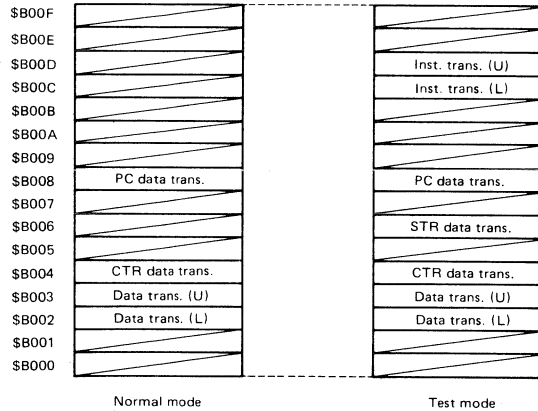 $B00F
$B00E
$B00D Inst. trans. (U)
$B00C Inst. trans. (L)
$B00B
$B00A
$B009
$B008 PC data trans. PC data trans.
$B007
$B006 STR data trans.
$B005
$B004 CTR data trans. CTR data trans.
$B003 Data trans. (U) Data trans. (U)
$B002 Data trans. (L) Data trans. (L)
$B001
$B000
Normal mode Test mode